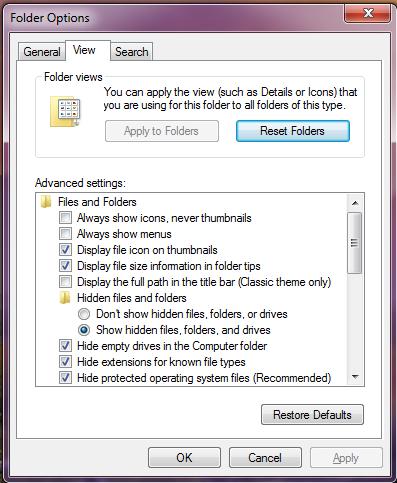 Folder Options
General View Search
Folder views
You can apply the view (such as Details or Icons) that
you are using for this folder to all folders of this type.
Apply to Folders Reset Folders
Advanced settings:
Files and Folders
Always show icons, never thumbnails
Always show menus
Display file icon on thumbnails
Display file size information in folder tips
Display the full path in the title bar (Classic theme only)
Hidden files and folders
Don't show hidden files, folders, or drives
Show hidden files, folders, and drives
Hide empty drives in the Computer folder
Hide extensions for known file types
Hide protected operating system files (Recommended)
Restore Defaults
OK Cancel Apply